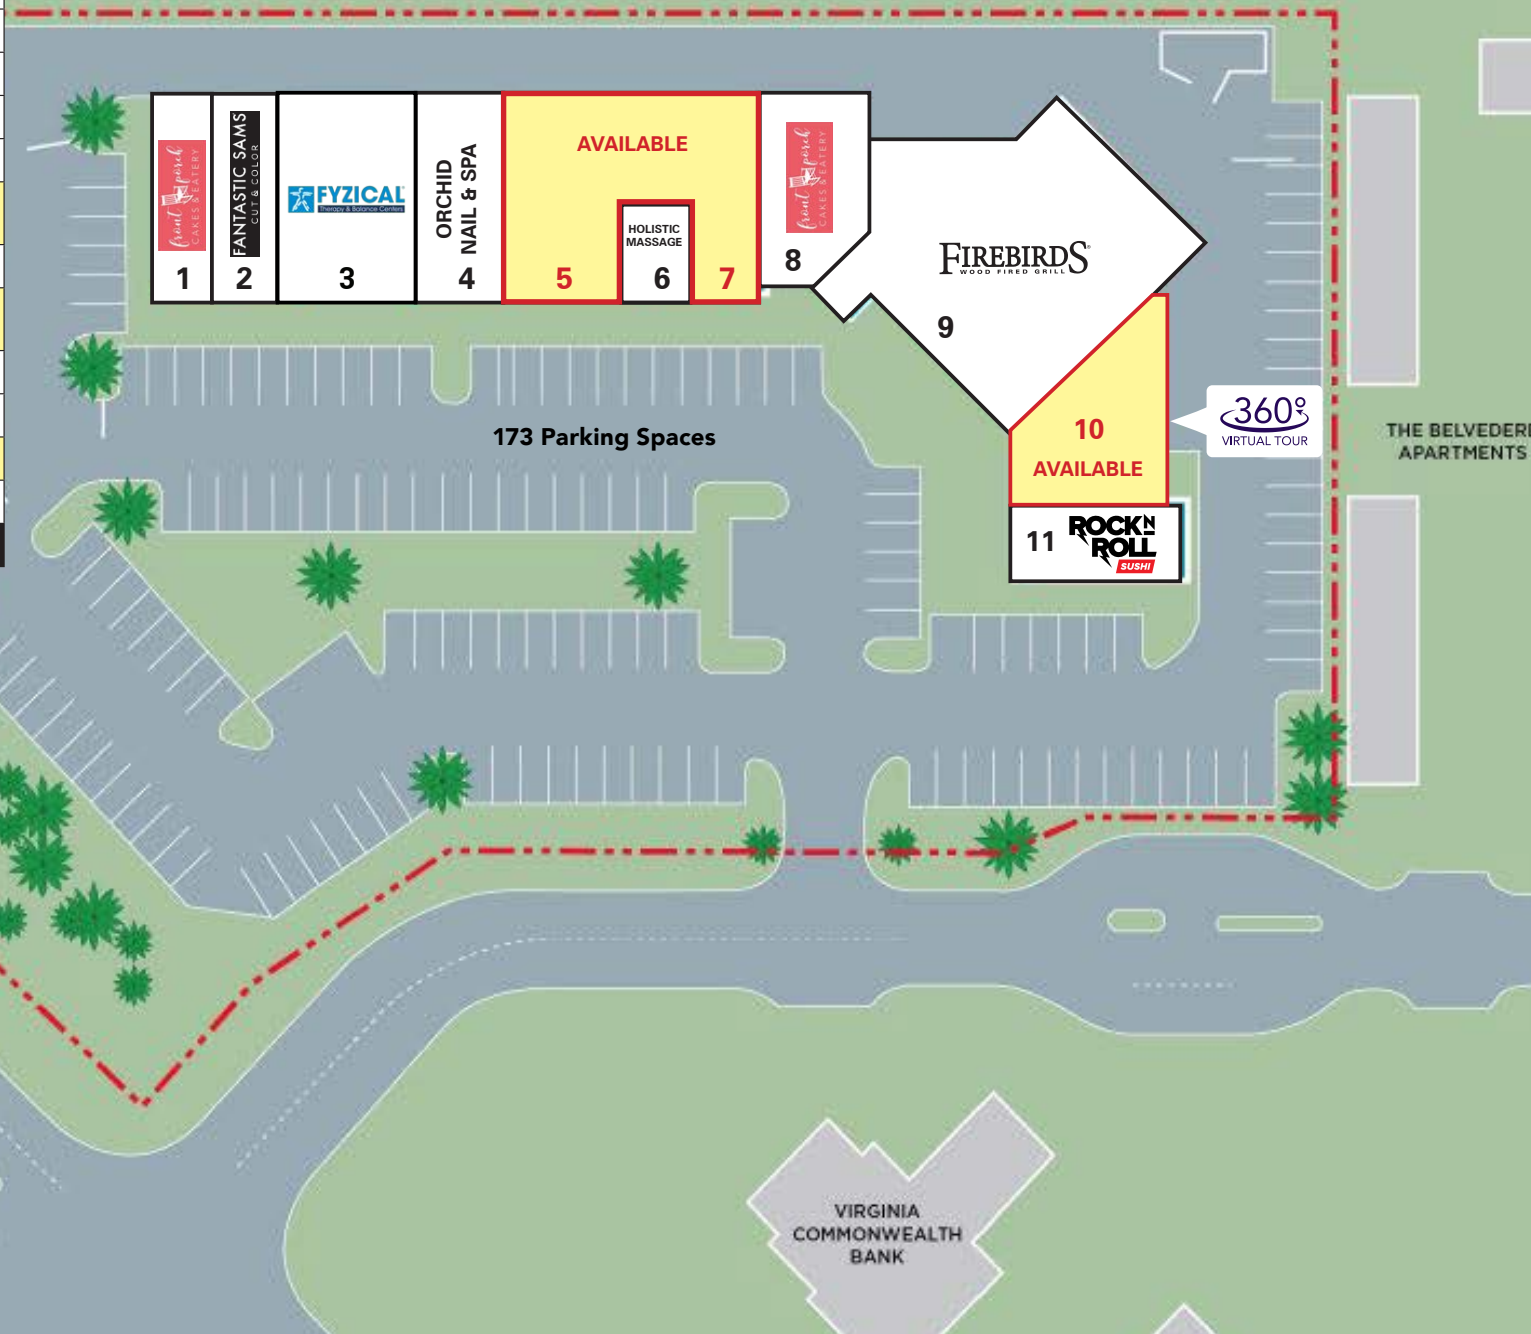 front porch
CAKES & EATERY
1
FANTASTIC SAMS
CUT & COLOR
2
FYZICAL
Therapy & Balance Centers
3
ORCHID
NAIL & SPA
4
AVAILABLE
5
HOLISTIC
MASSAGE
6
7
front porch
CAKES & EATERY
8
FIREBIRDS
WOOD FIRED GRILL
9
10
AVAILABLE
360°
VIRTUAL TOUR
11
ROCK N
ROLL
SUSHI
173 Parking Spaces
THE BELVEDERE
APARTMENTS
VIRGINIA
COMMONWEALTH
BANK